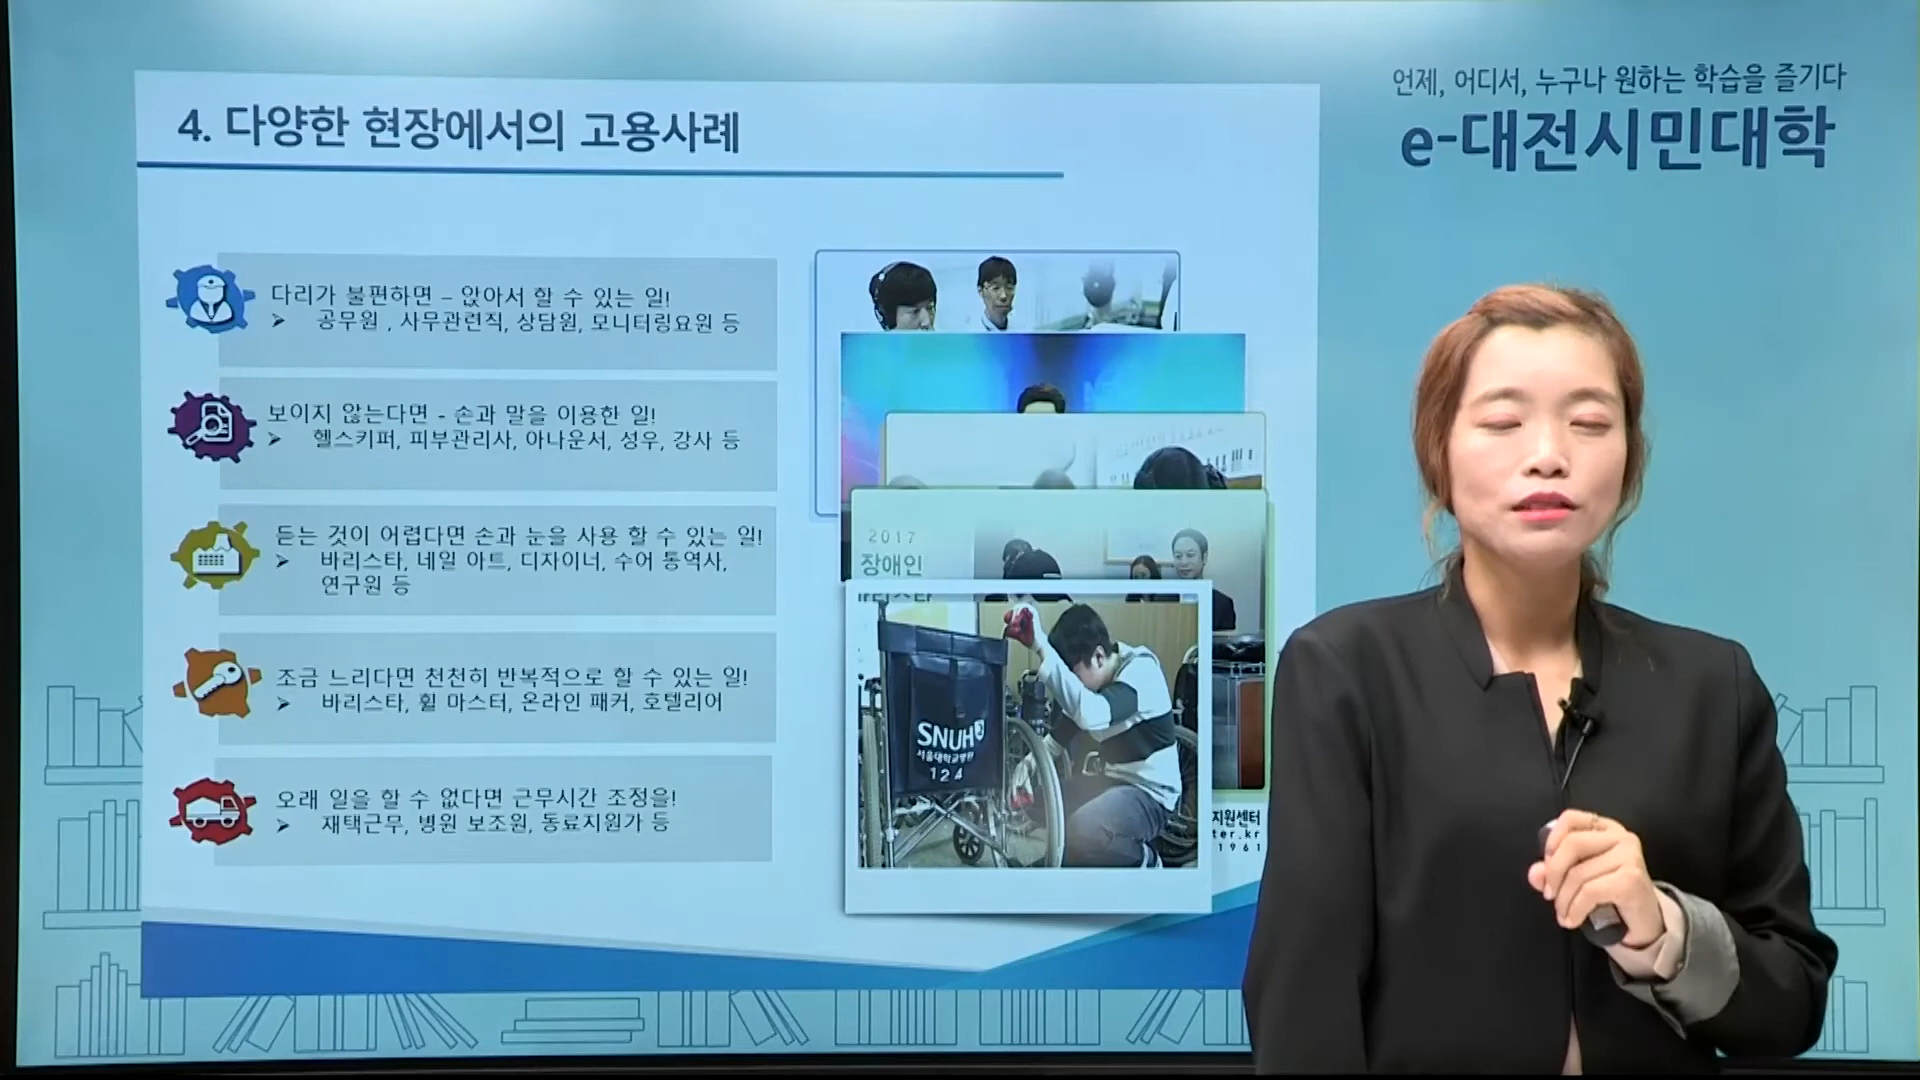 언제, 어디서, 누구나 원하는 학습을 즐기다
e-대전시민대학
4. 다양한 현장에서의 고용사례
다리가 불편하면 – 앉아서 할 수 있는 일!
➢ 공무원 , 사무관련직, 상담원, 모니터링요원 등
보이지 않는다면 - 손과 말을 이용한 일!
➢ 헬스키퍼, 피부관리사, 아나운서, 성우, 강사 등
듣는 것이 어렵다면 손과 눈을 사용 할 수 있는 일!
➢ 바리스타, 네일 아트, 디자이너, 수어 통역사,
연구원 등
조금 느리다면 천천히 반복적으로 할 수 있는 일!
➢ 바리스타, 휠 마스터, 온라인 패커, 호텔리어
오래 일을 할 수 없다면 근무시간 조정을!
➢ 재택근무, 병원 보조원, 동료지원가 등
2017
장애인
SNUH
서울대학교병원
124
지원센터
ter.kr
1961